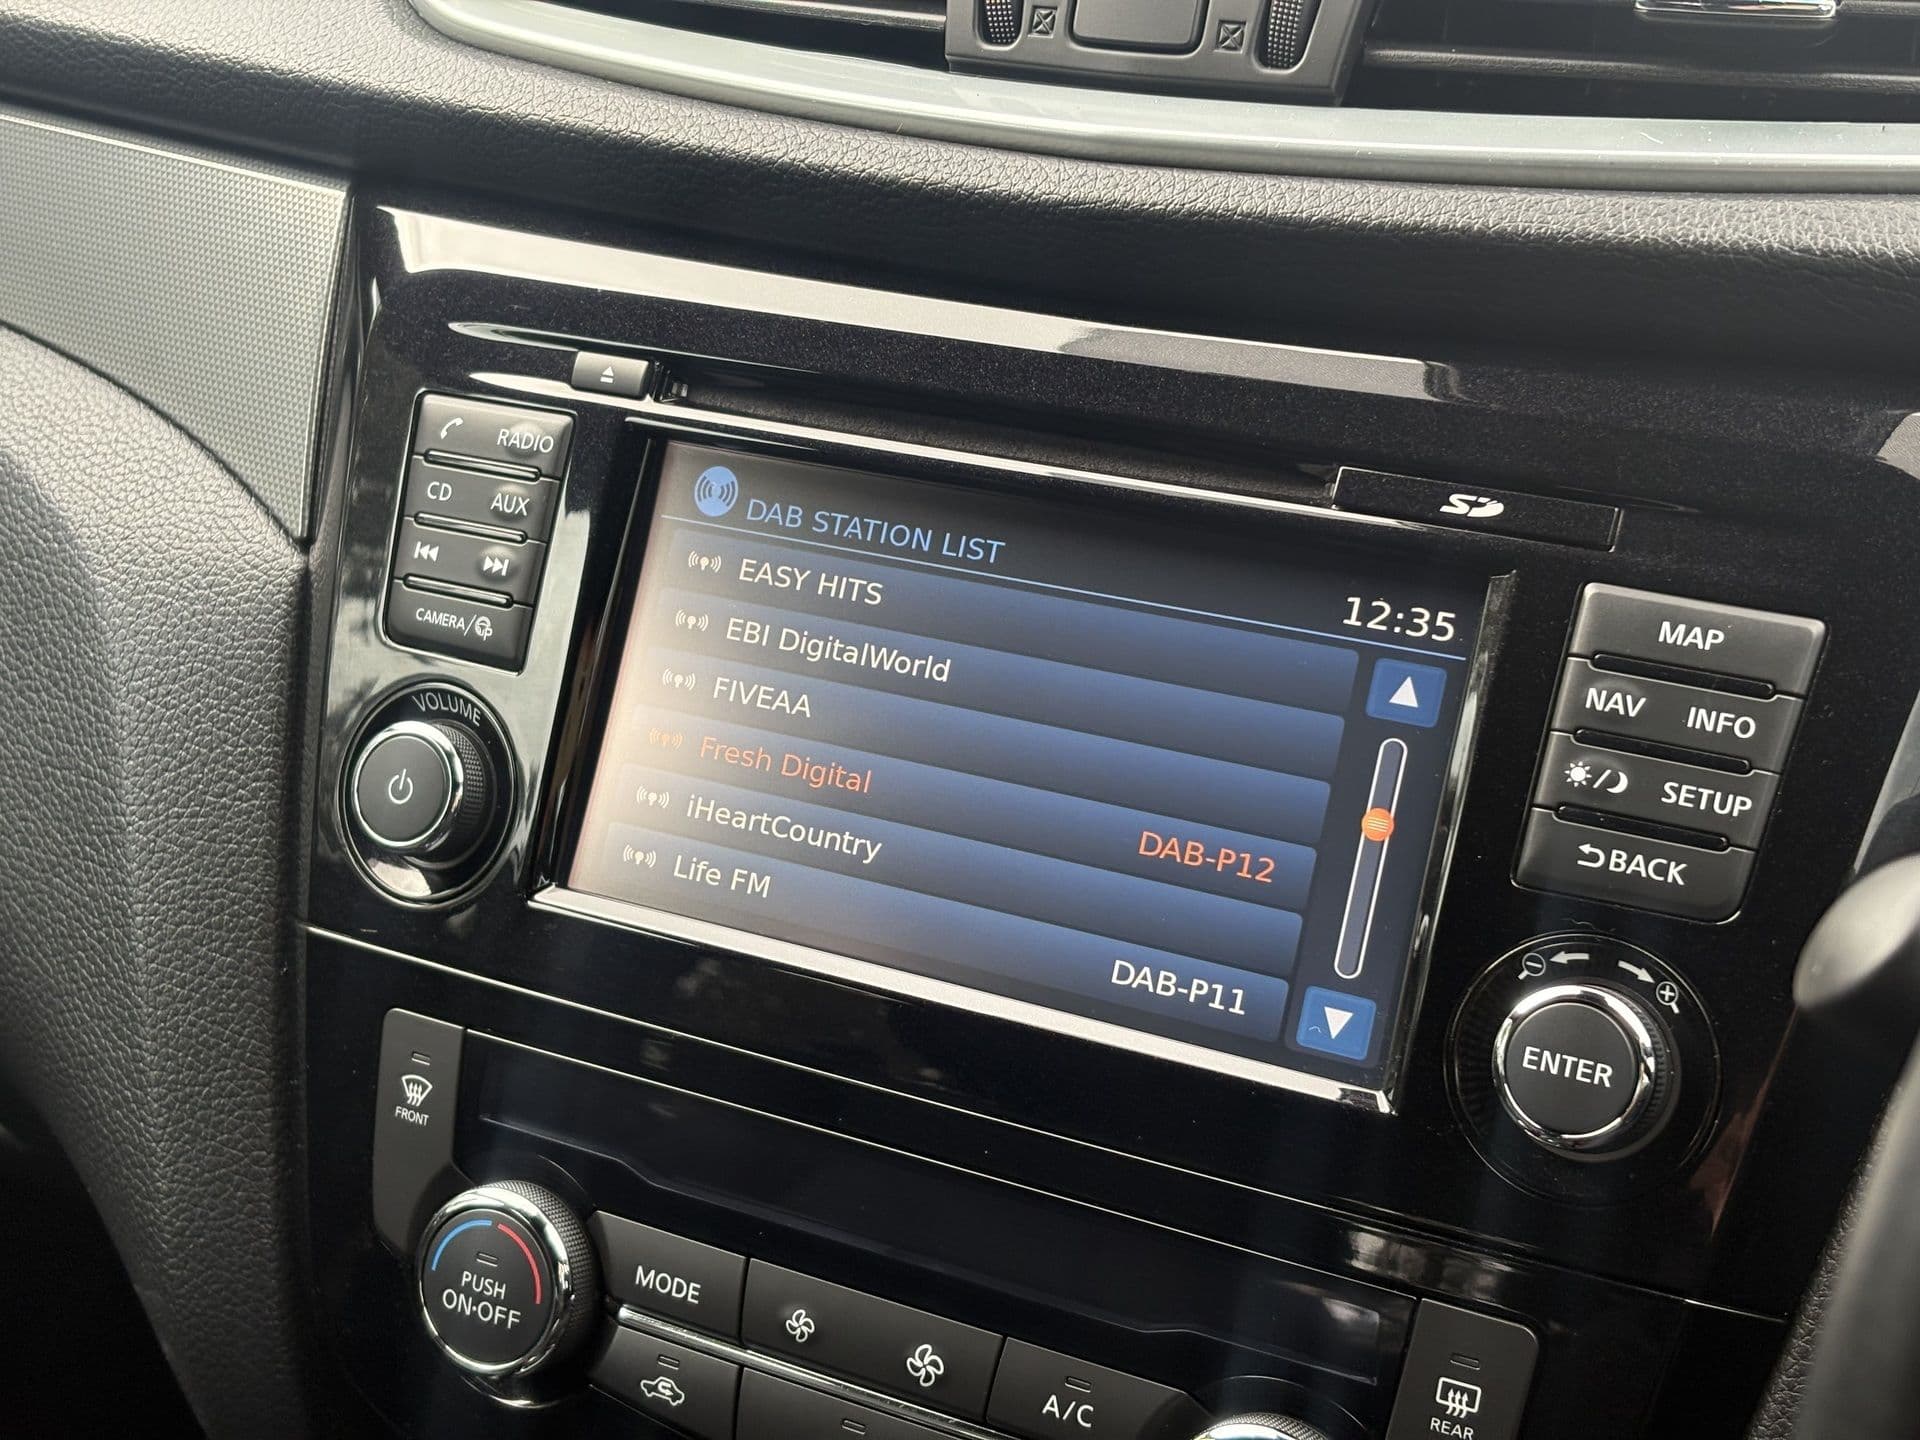 RADIO
CD AUX
CAMERA/
VOLUME
SD
DAB STATION LIST
12:35
EASY HITS
EBI DigitalWorld
FIVEAA
Fresh Digital DAB-P12
iHeartCountry
Life FM DAB-P11
MAP
NAV INFO
SETUP
BACK
ENTER
FRONT
PUSH
ON·OFF
MODE
A/C
REAR